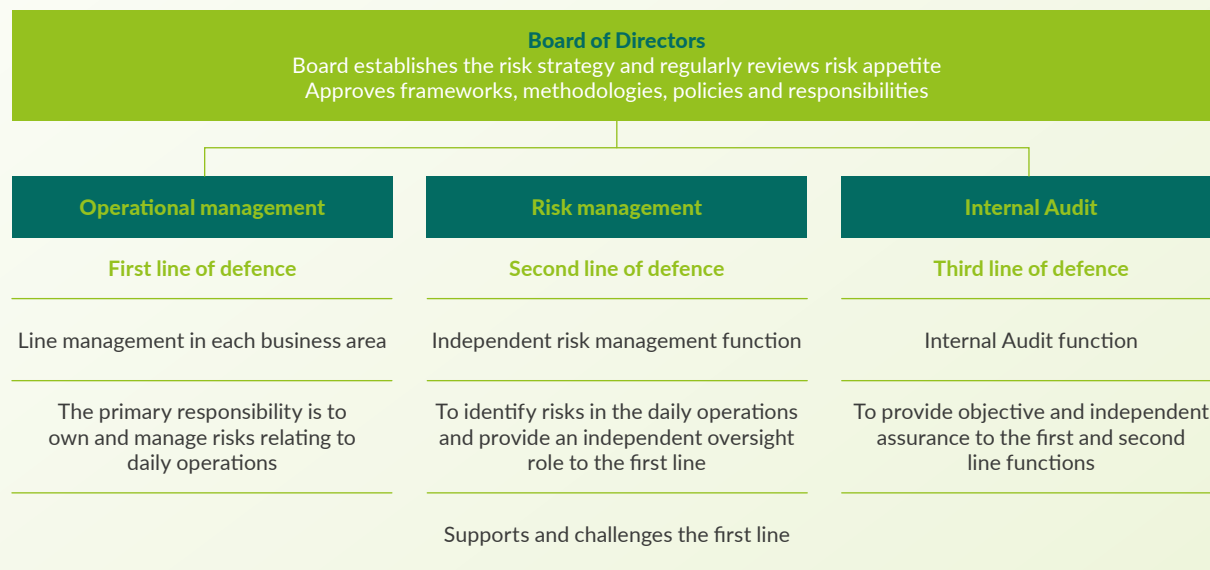 Board of Directors
Board establishes the risk strategy and regularly reviews risk appetite
Approves frameworks, methodologies, policies and responsibilities
Operational management
First line of defence
Line management in each business area
The primary responsibility is to
own and manage risks relating to
daily operations
Risk management
Second line of defence
Independent risk management function
To identify risks in the daily operations
and provide an independent oversight
role to the first line
Supports and challenges the first line
Internal Audit
Third line of defence
Internal Audit function
To provide objective and independent
assurance to the first and second
line functions